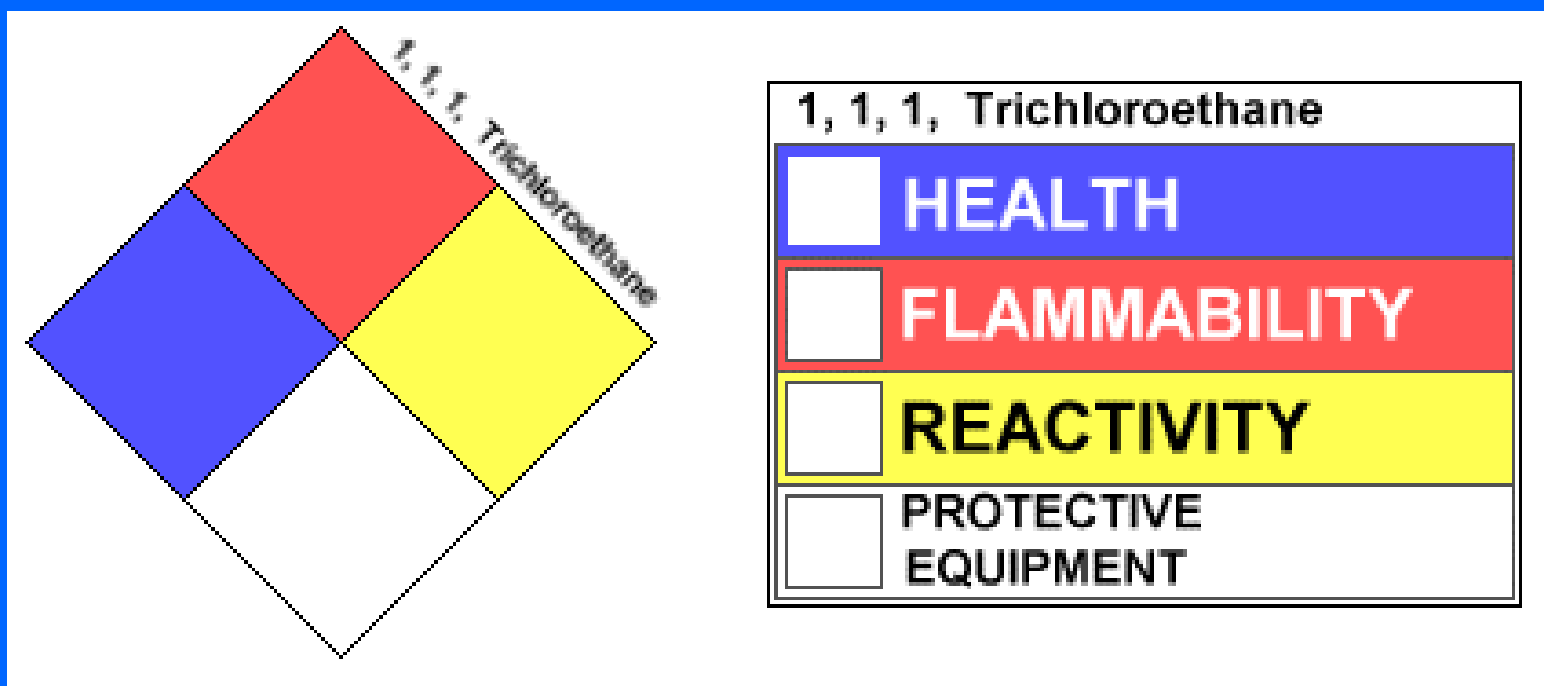 1, 1, 1, Trichloroethane
1, 1, 1, Trichloroethane
HEALTH
FLAMMABILITY
REACTIVITY
PROTECTIVE
EQUIPMENT